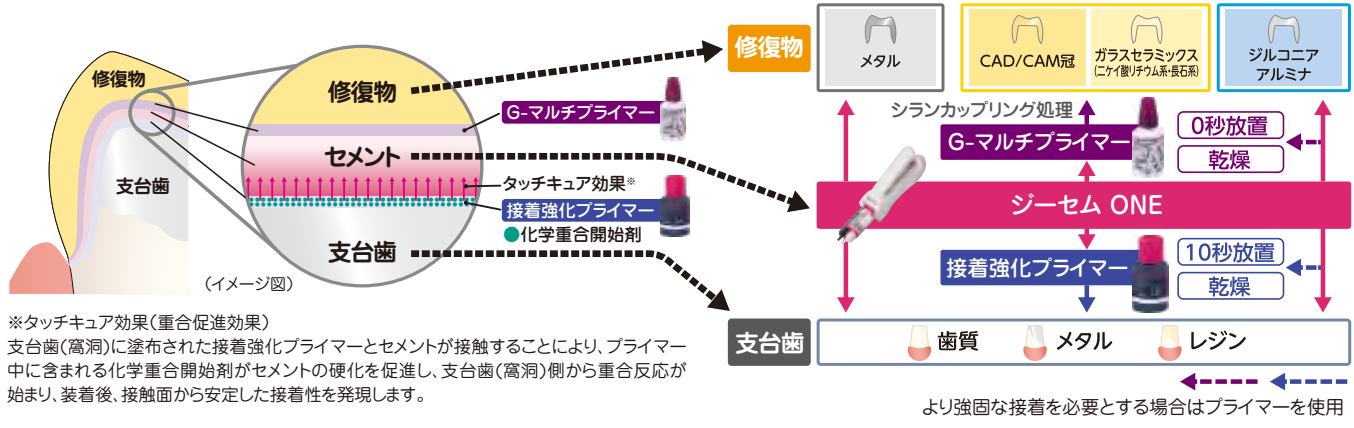 修復物
支台歯
修復物
セメント
支台歯
G-マルチプライマー
タッチキュア効果※
接着強化プライマー
●化学重合開始剤
(イメージ図)
※タッチキュア効果(重合促進効果)
支台歯(窩洞)に塗布された接着強化プライマーとセメントが接触することにより、プライマー
中に含まれる化学重合開始剤がセメントの硬化を促進し、支台歯(窩洞)側から重合反応が
始まり、装着後、接触面から安定した接着性を発現します。
修復物
メタル
CAD/CAM冠
ガラスセラミックス
(ニケイ酸リチウム系・長石系)
ジルコニア
アルミナ
シランカップリング処理
G-マルチプライマー
0秒放置
乾燥
ジーセム ONE
接着強化プライマー
10秒放置
乾燥
支台歯
歯質
メタル
レジン
より強固な接着を必要とする場合はプライマーを使用